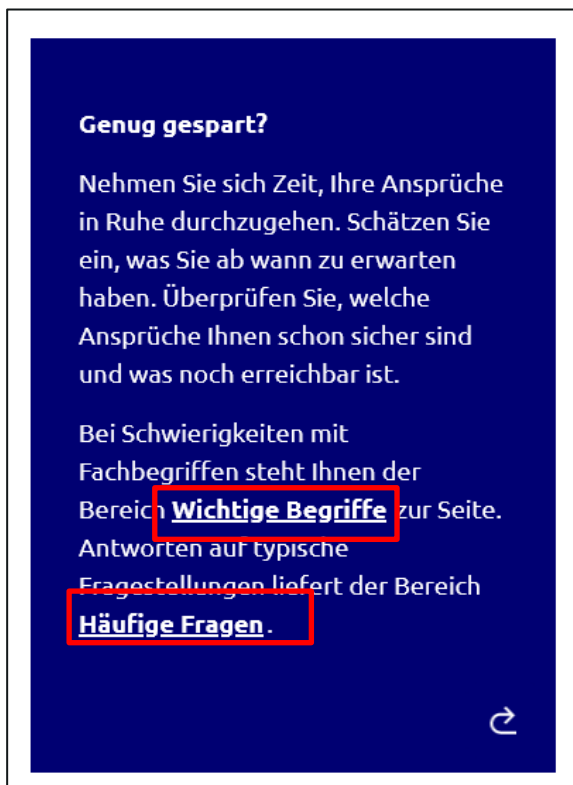 Genug gespart?
Nehmen Sie sich Zeit, Ihre Ansprüche
in Ruhe durchzugehen. Schätzen Sie
ein, was Sie ab wann zu erwarten
haben. Überprüfen Sie, welche
Ansprüche Ihnen schon sicher sind
und was noch erreichbar ist.
Bei Schwierigkeiten mit
Fachbegriffen steht Ihnen der
Bereich Wichtige Begriffe zur Seite.
Antworten auf typische
Fragestellungen liefert der Bereich
Häufige Fragen.